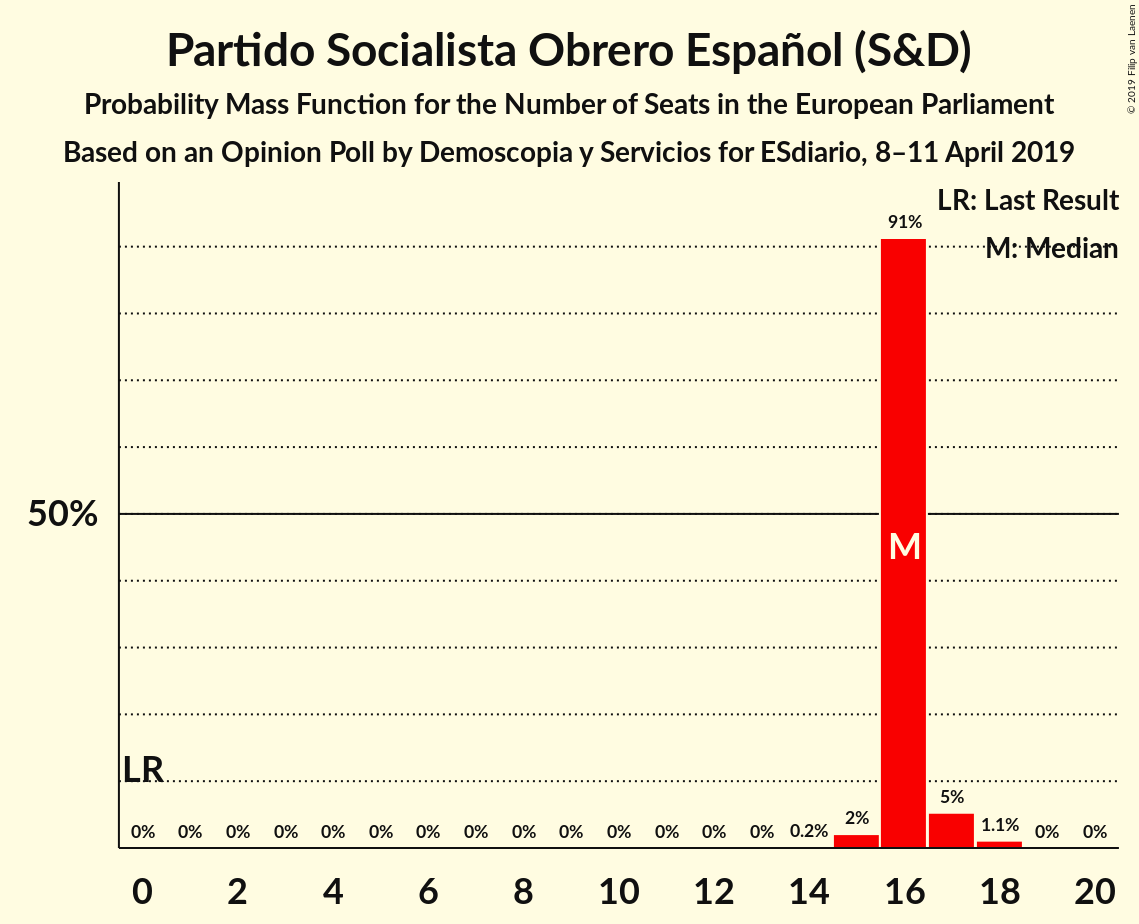 Partido Socialista Obrero Español (S&D)
Probability Mass Function for the Number of Seats in the European Parliament
Based on an Opinion Poll by Demoscopia y Servicios for ESdiario, 8–11 April 2019
© 2019 Filip van Laenen
LR: Last Result
M: Median
91%
50%
M
LR
0% 0% 0% 0% 0% 0% 0% 0% 0% 0% 0% 0% 0% 0% 0.2% 2% 5% 1.1% 0% 0%
0 2 4 6 8 10 12 14 16 18 20